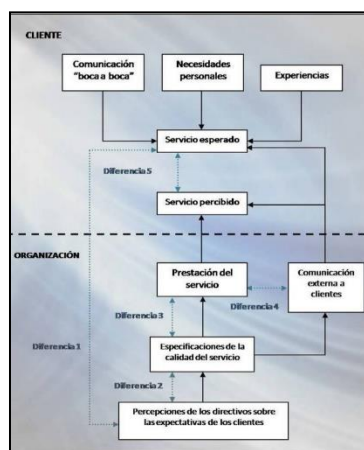 CLIENTE
Comunicación
"boca a boca"
Necesidades
personales
Experiencias
Servicio esperado
Diferencia 5
Servicio percibido
ORGANIZACIÓN
Prestación del
servicio
Comunicación
externa a
clientes
Diferencia 3
Diferencia 4
Especificaciones de la
calidad del servicio
Diferencia 1
Diferencia 2
Percepciones de los directivos sobre
las expectativas de los clientes